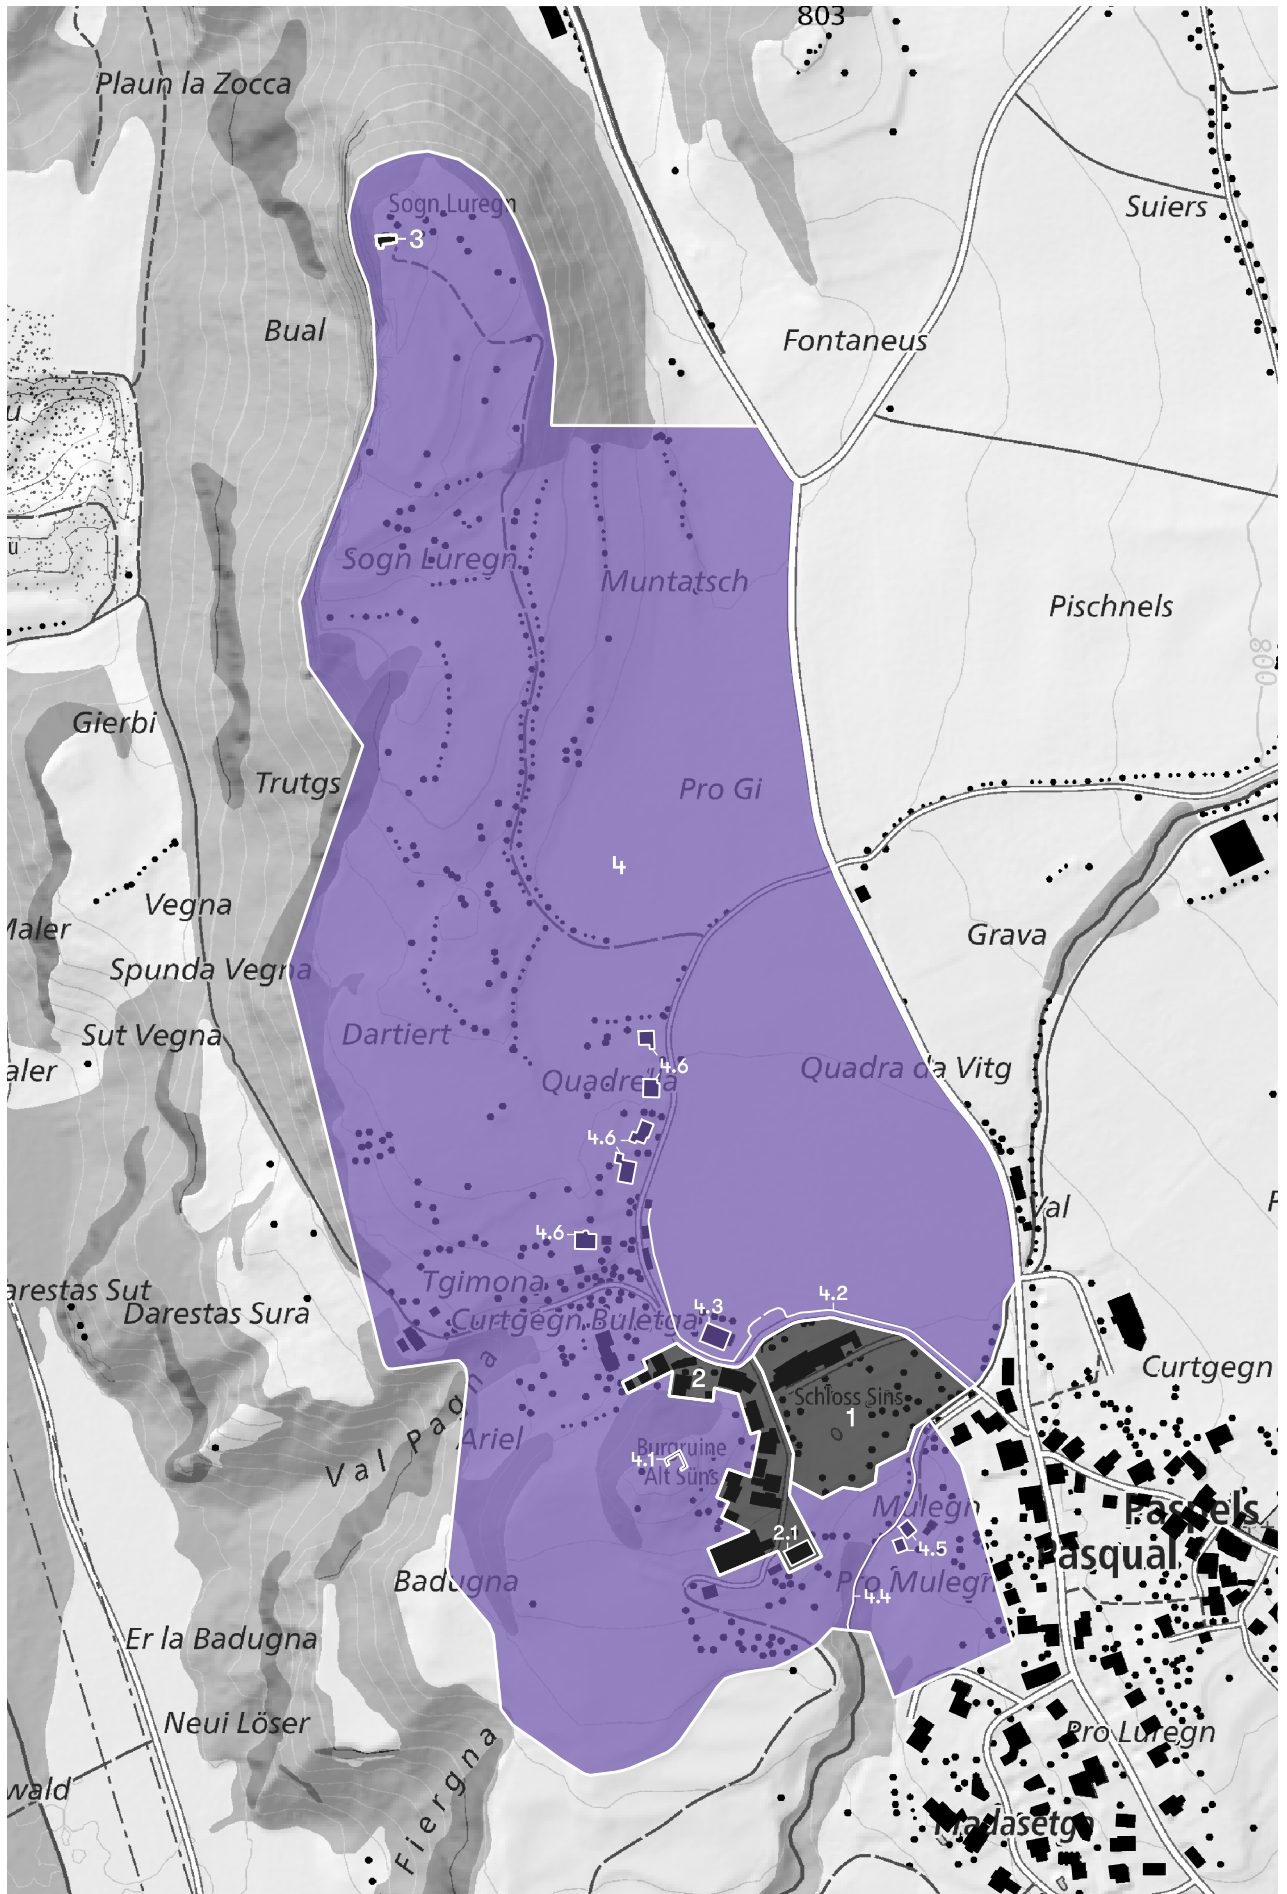 803
Plaun la Zocca
Sogn Luregn
3
Suiers
Bual
Fontaneus
u
u
Sogn Luregn
Muntatsch
Pischnels
800
Gierbi
Trutgs
Pro Gi
4
Vegna
Maler
Grava
Spunda Vegna
Sut Vegna
Dartiert
aler
4.6
Quadrella
Quadra da Vitg
4.6
Val
4.6
Tgimona
arestas Sut
Darestas Sura
4.2
4.3
Curtgegn Buletga
Curtgegn
2
Schloss Sins
1
Val Pagna
Ariel
Burgruine
Alt Süns
4.1
Mulegn
Paspels
2.1
4.5
Pasqual
Badugna
Pro Mulegn
4.4
Er la Badugna
Neui Löser
Pro Luregn
wald
Fiergna
Pradasetga